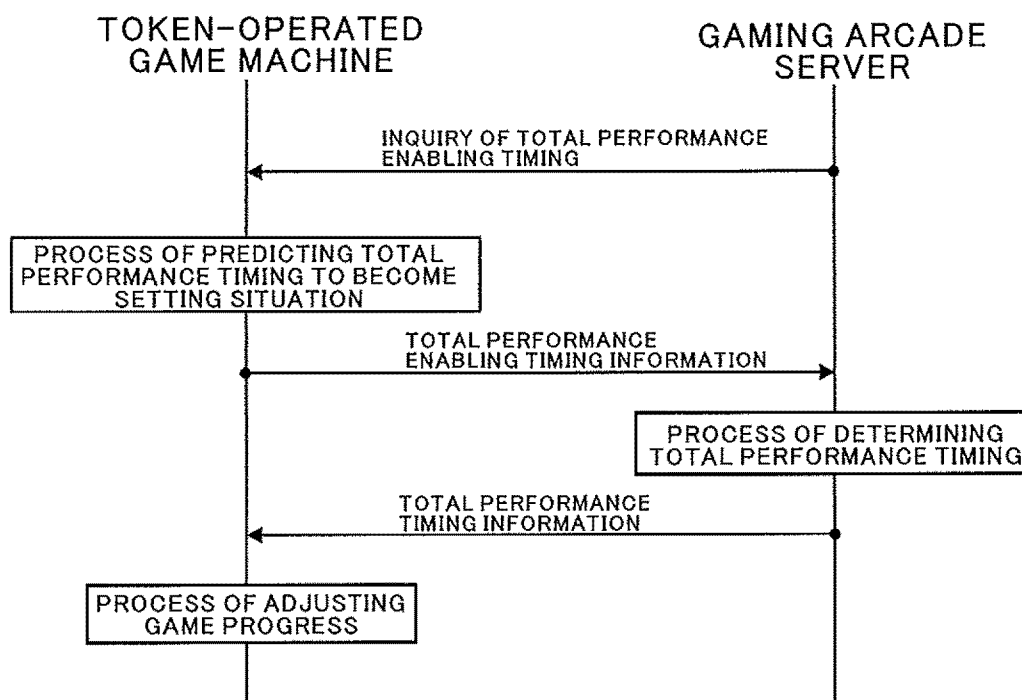 TOKEN-OPERATED
GAME MACHINE
GAMING ARCADE
SERVER
INQUIRY OF TOTAL PERFORMANCE
ENABLING TIMING
PROCESS OF PREDICTING TOTAL
PERFORMANCE TIMING TO BECOME
SETTING SITUATION
TOTAL PERFORMANCE
ENABLING TIMING INFORMATION
PROCESS OF DETERMINING
TOTAL PERFORMANCE TIMING
TOTAL PERFORMANCE
TIMING INFORMATION
PROCESS OF ADJUSTING
GAME PROGRESS